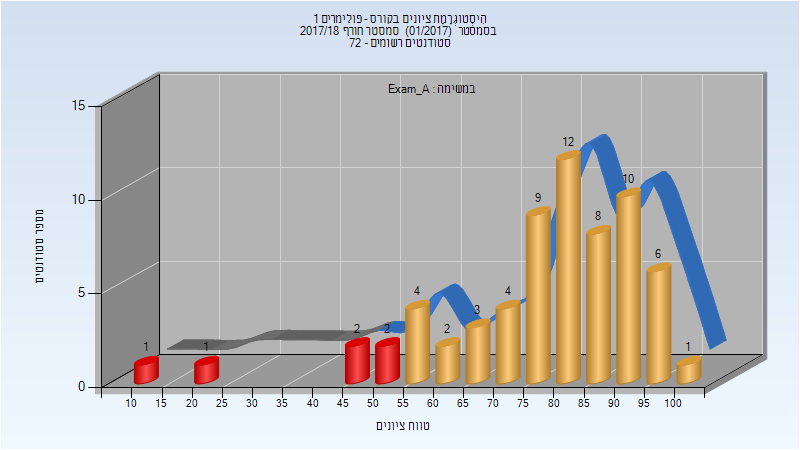 היסטוגרמת ציונים בקורס - פולימרים 1
בסמסטר (01/2017) סמסטר חורף 2017/18
סטודנטים רשומים - 72
במשימה : Exam_A
מספר סטודנטים
15
10
5
0
1
1
2
2
4
2
3
4
9
12
8
10
6
1
10 15 20 25 30 35 40 45 50 55 60 65 70 75 80 85 90 95 100
טווח ציונים